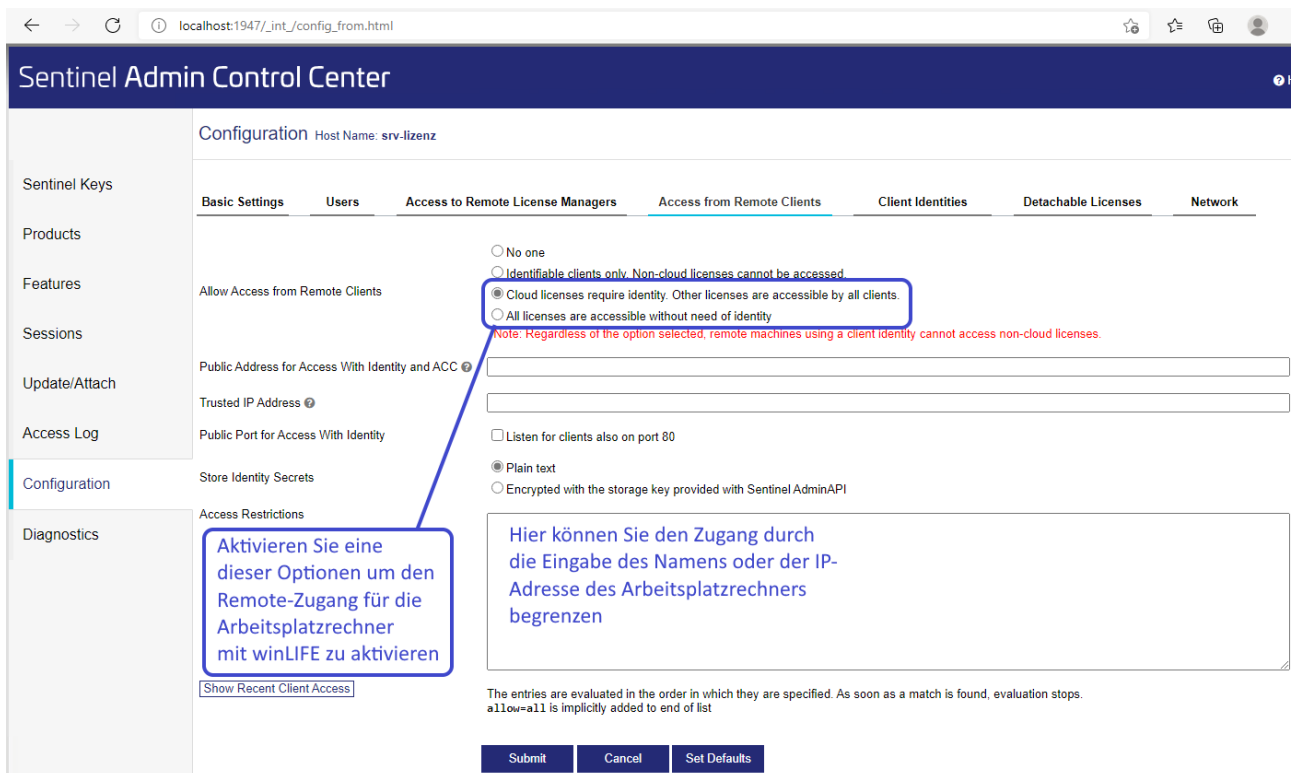 localhost:1947/_int_/config_from.html
Sentinel Admin Control Center
Configuration Host Name: srv-lizenz
Sentinel Keys
Products
Features
Sessions
Update/Attach
Access Log
Configuration
Diagnostics
Basic Settings Users Access to Remote License Managers Access from Remote Clients Client Identities Detachable Licenses Network
Allow Access from Remote Clients
No one
Identifiable clients only. Non-cloud licenses cannot be accessed.
Cloud licenses require identity. Other licenses are accessible by all clients.
All licenses are accessible without need of identity
Note: Regardless of the option selected, remote machines using a client identity cannot access non-cloud licenses.
Public Address for Access With Identity and ACC
Trusted IP Address
Public Port for Access With Identity
Listen for clients also on port 80
Store Identity Secrets
Plain text
Encrypted with the storage key provided with Sentinel AdminAPI
Access Restrictions
Aktivieren Sie eine
dieser Optionen um den
Remote-Zugang für die
Arbeitsplatzrechner
mit winLIFE zu aktivieren
Hier können Sie den Zugang durch
die Eingabe des Namens oder der IP-
Adresse des Arbeitsplatzrechners
begrenzen
Show Recent Client Access
The entries are evaluated in the order in which they are specified. As soon as a match is found, evaluation stops.
allow=all is implicitly added to end of list
Submit Cancel Set Defaults